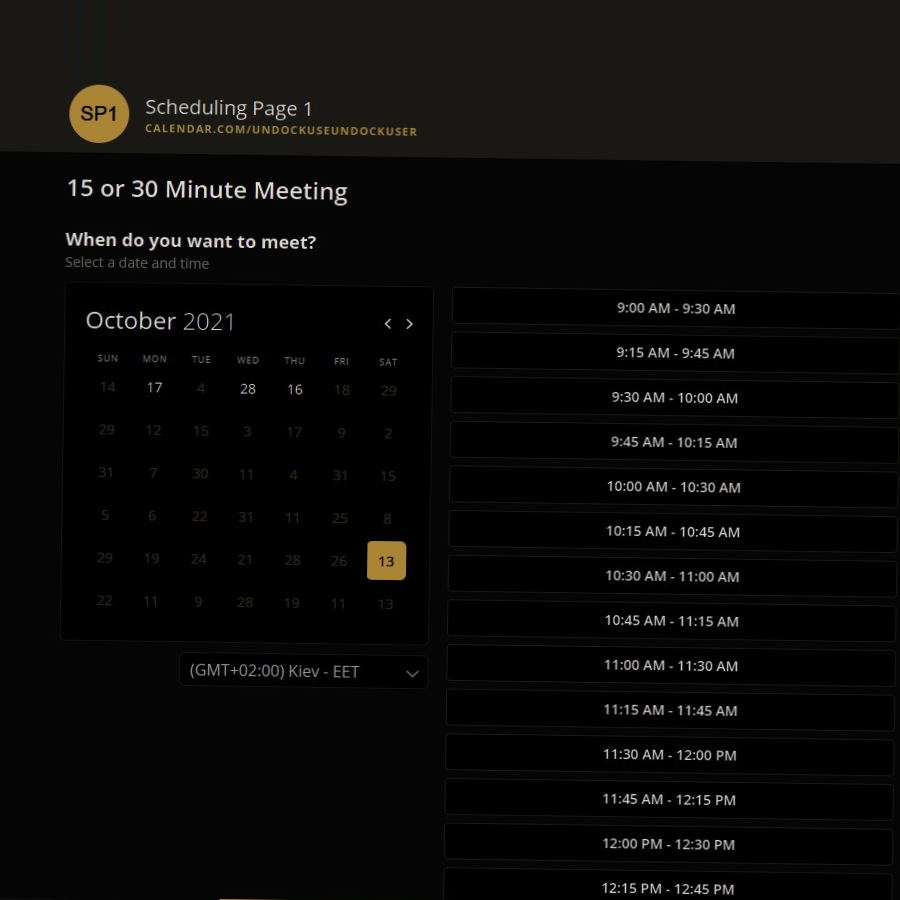 SP1
Scheduling Page 1
CALENDAR.COM/UNDOCKUSEUNDOCKUSER
15 or 30 Minute Meeting
When do you want to meet?
Select a date and time
October 2021
SUN MON TUE WED THU FRI SAT
14 17 4 28 16 18 29
29 12 15 3 17 9 2
31 7 30 11 4 31 15
5 6 22 31 11 25 8
29 19 24 21 28 26 13
22 11 9 28 19 11 13
(GMT+02:00) Kiev - EET
9:00 AM - 9:30 AM
9:15 AM - 9:45 AM
9:30 AM - 10:00 AM
9:45 AM - 10:15 AM
10:00 AM - 10:30 AM
10:15 AM - 10:45 AM
10:30 AM - 11:00 AM
10:45 AM - 11:15 AM
11:00 AM - 11:30 AM
11:15 AM - 11:45 AM
11:30 AM - 12:00 PM
11:45 AM - 12:15 PM
12:00 PM - 12:30 PM
12:15 PM - 12:45 PM